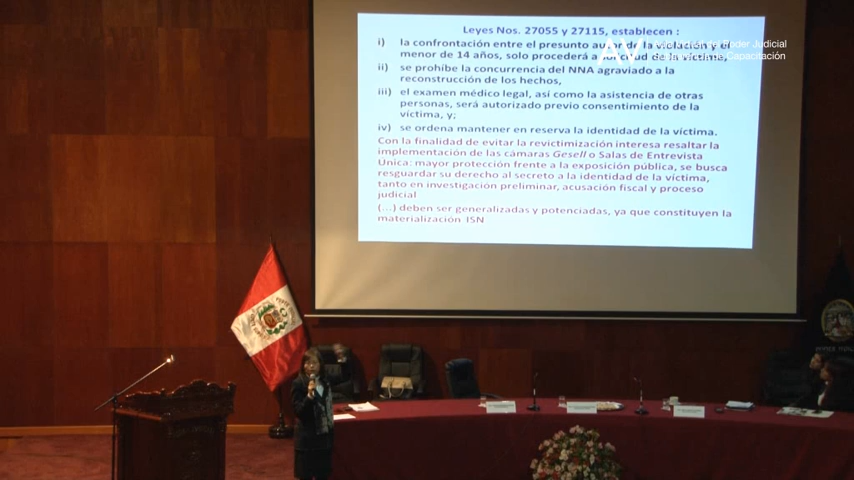 Leyes Nos. 27055 y 27115, establecen :
i) la confrontación entre el presunto autor de la violación y el
menor de 14 años, solo procederá a solicitud de la víctima,
ii) se prohíbe la concurrencia del NNA agraviado a la
reconstrucción de los hechos,
iii) el examen médico legal, así como la asistencia de otras
personas, será autorizado previo consentimiento de la
víctima, y;
iv) se ordena mantener en reserva la identidad de la víctima.
Con la finalidad de evitar la revictimización interesa resaltar la
implementación de las cámaras Gesell o Salas de Entrevista
Única: mayor protección frente a la exposición pública, se busca
resguardar su derecho al secreto a la identidad de la víctima,
tanto en investigación preliminar, acusación fiscal y proceso
judicial
(...) deben ser generalizadas y potenciadas, ya que constituyen la
materialización ISN
AV
del Poder Judicial
Capacitación